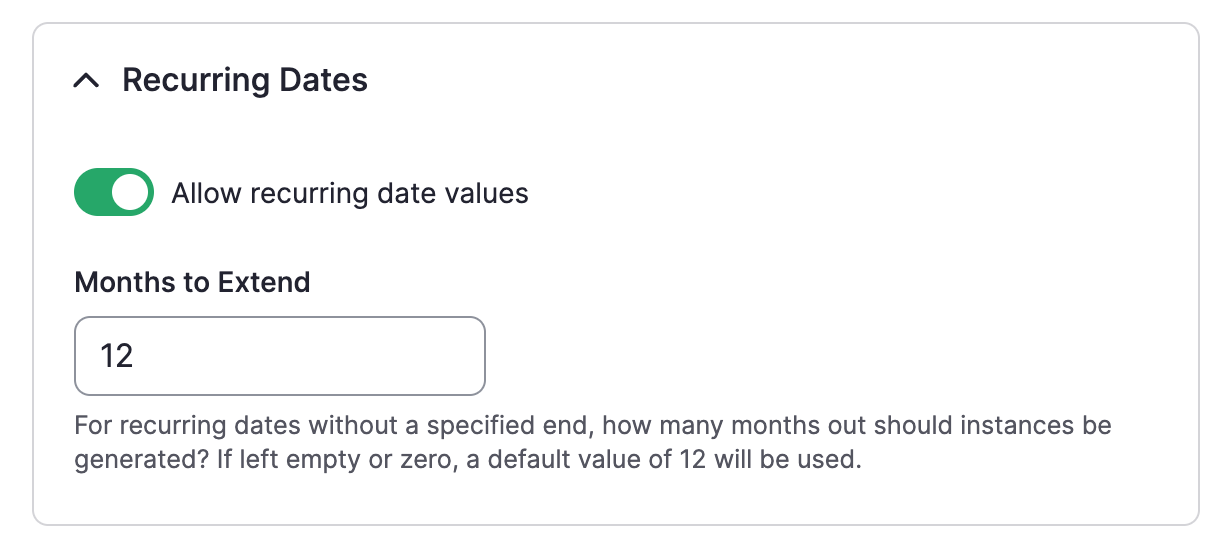 Recurring Dates
Allow recurring date values
Months to Extend
12
For recurring dates without a specified end, how many months out should instances be
generated? If left empty or zero, a default value of 12 will be used.